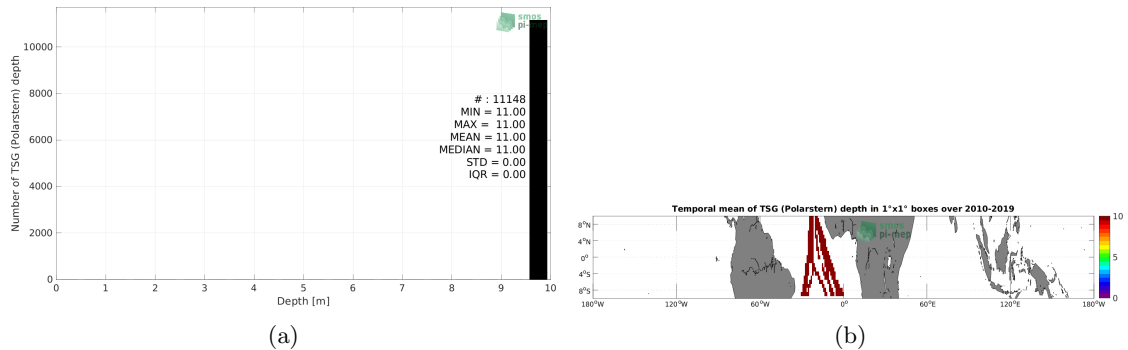 smos
pi-mep
Number of TSG (Polarstern) depth
10000
8000
6000
4000
2000
0
# : 11148
MIN = 11.00
MAX = 11.00
MEAN = 11.00
MEDIAN = 11.00
STD = 0.00
IQR = 0.00
0 1 2 3 4 5 6 7 8 9 10
Depth [m]
(a)
Temporal mean of TSG (Polarstern) depth in 1°x1° boxes over 2010-2019
smos
pi-mep
8°N
4°N
0°
4°S
8°S
180°W 120°W 60°W 0° 60°E 120°E 180°W
10
5
0
(b)